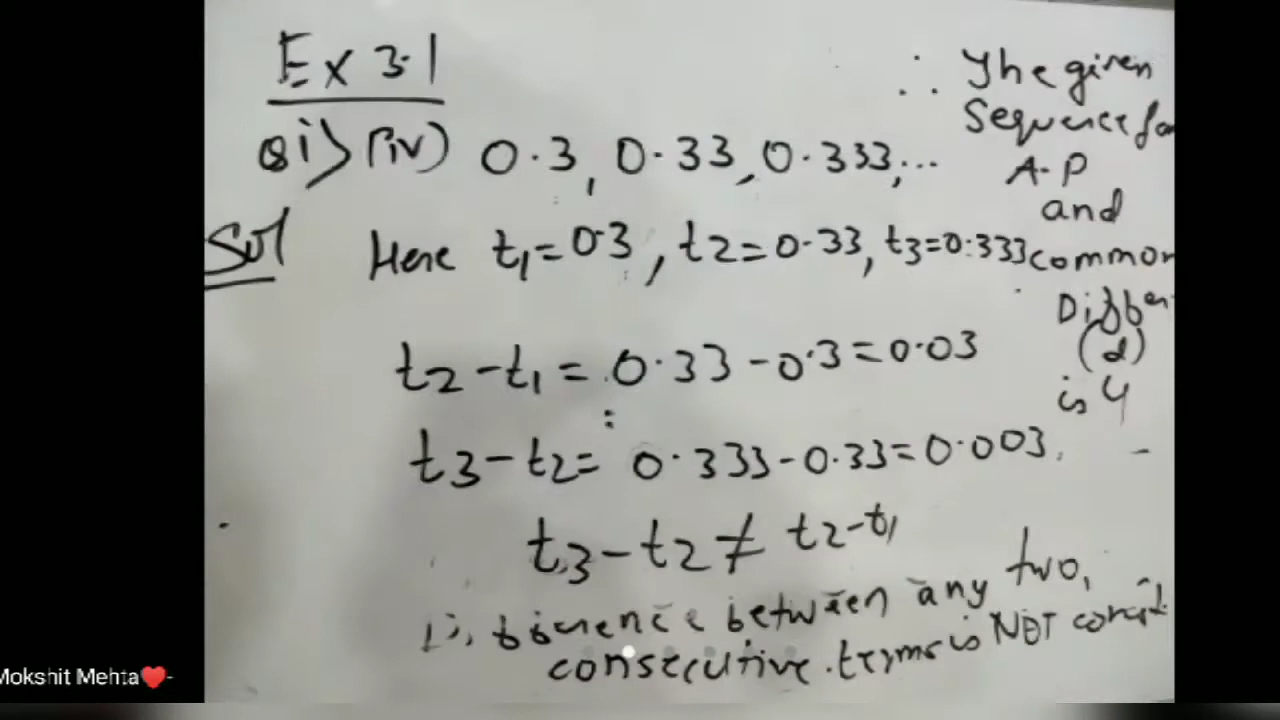 Ex 3.1
Qi) (iv) 0.3, 0.33, 0.333,...
Sol Here t1=0.3, t2=0.33, t3=0.333
t2-t1 = 0.33-0.3=0.03
t3-t2= 0.333-0.33=0.003.
t3-t2≠ t2-t1
between any two,
consecutive terms is NOT
∴ The given
Sequence for
A.P
and
common
Differ
(d)
is 4
Mokshit Mehta❤️-